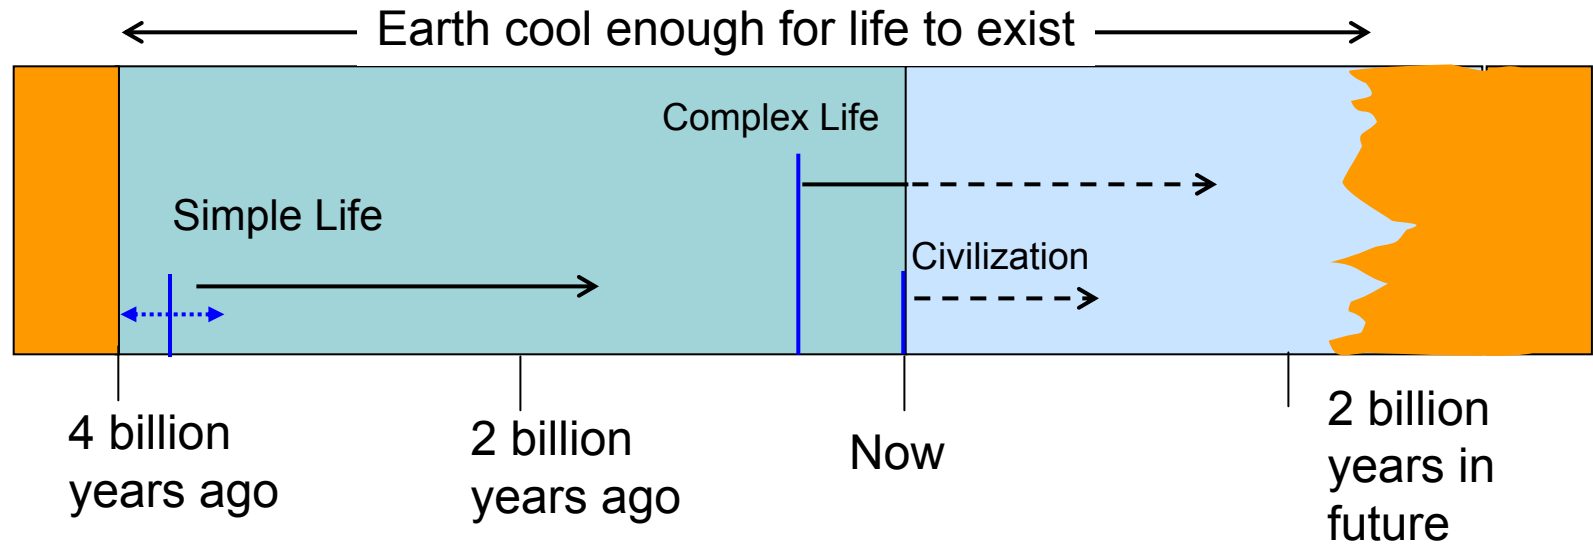 Earth cool enough for life to exist
Complex Life
Simple Life
Civilization
4 billion
years ago
2 billion
years ago
Now
2 billion
years in
future